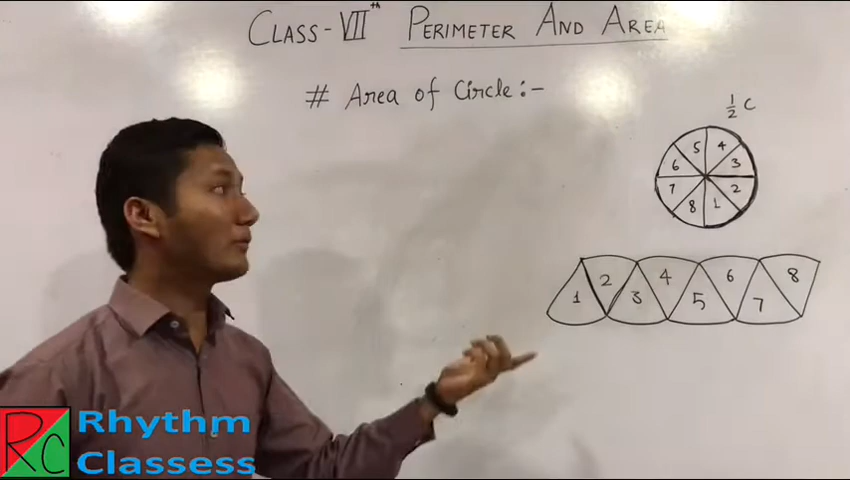 CLASS-VIIth PERIMETER AND AREA
# Area of Circle:-
1/2 C
5 4
6 3
7 2
8 1
2 4 6 8
1 3 5 7
RC
Rhythm
Classess